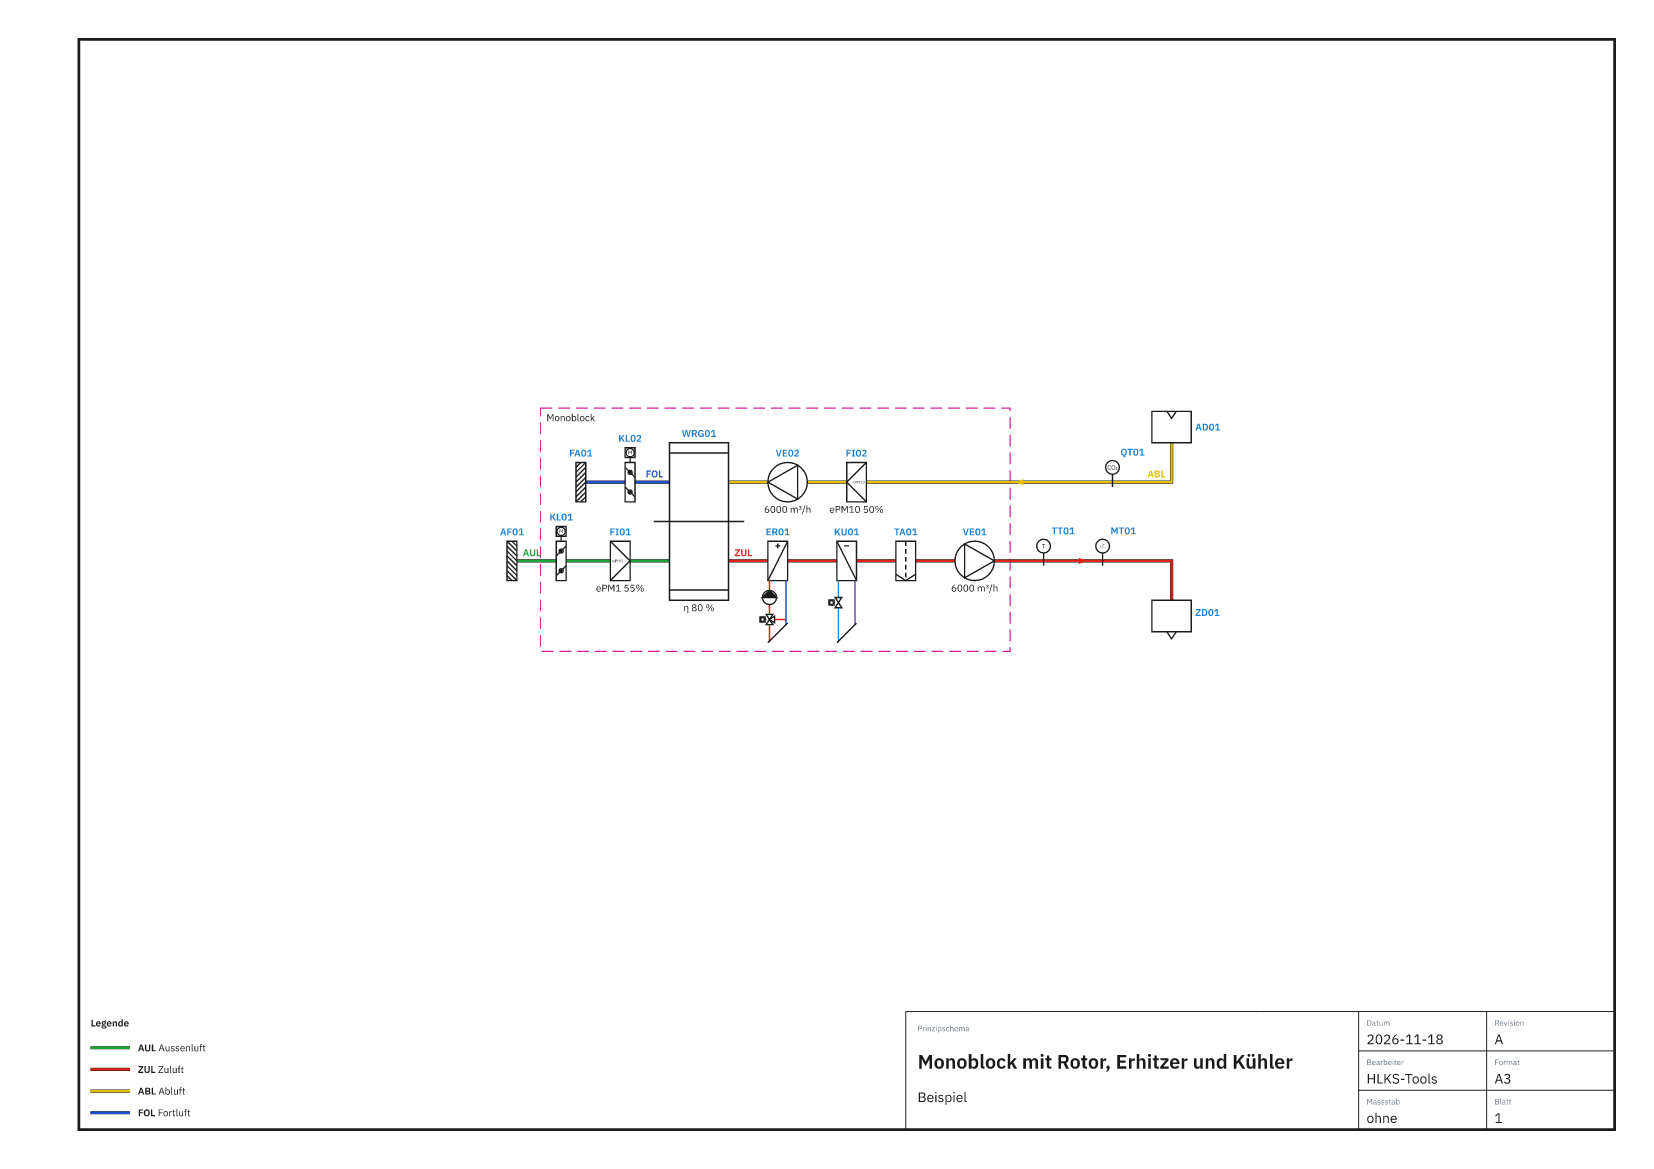 Monoblock
WRG01
KL02
FA01
FOL
VE02
FI02
QT01
AD01
ABL
CO₂
6000 m³/h
ePM10 50%
KL01
AF01
AUL
FI01
ZUL
ER01
KU01
TA01
VE01
TT01
MT01
T
ePM1 55%
6000 m³/h
η 80 %
ZD01
Legende
AUL Aussenluft
ZUL Zuluft
ABL Abluft
FOL Fortluft
Prinzipschema
Monoblock mit Rotor, Erhitzer und Kühler
Beispiel
Datum
2026-11-18
Revision
A
Bearbeiter
HLKS-Tools
Format
A3
Massstab
ohne
Blatt
1